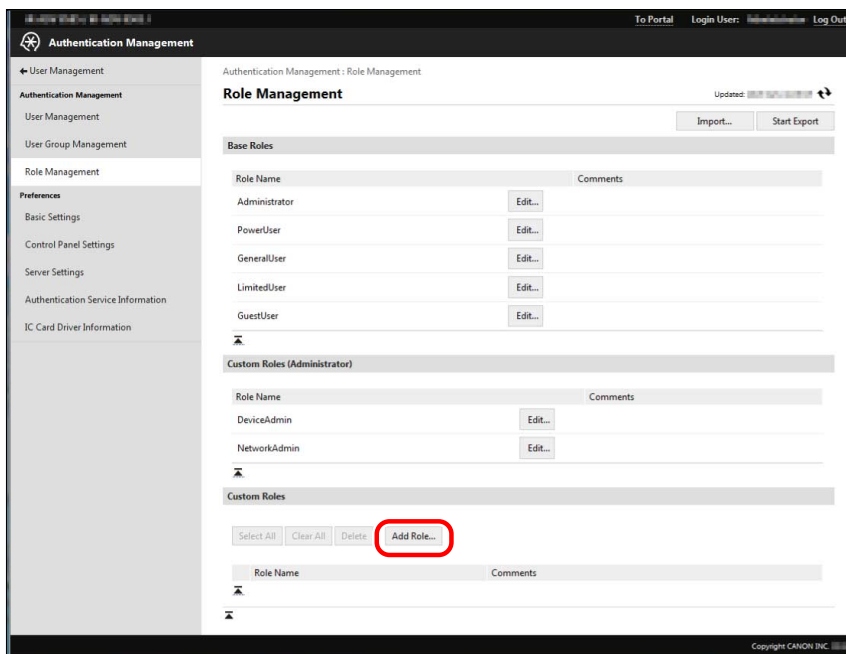 To Portal Login User: Log Out
Authentication Management
User Management
Authentication Management : Role Management
Authentication Management
Role Management
Updated:
User Management
Import... Start Export
User Group Management
Base Roles
Role Management
Role Name Comments
Preferences
Administrator Edit...
Basic Settings
PowerUser Edit...
Control Panel Settings
GeneralUser Edit...
Server Settings
LimitedUser Edit...
Authentication Service Information
GuestUser Edit...
IC Card Driver Information
Custom Roles (Administrator)
Role Name Comments
DeviceAdmin Edit...
NetworkAdmin Edit...
Custom Roles
Select All Clear All Delete Add Role...
Role Name Comments
Copyright CANON INC.